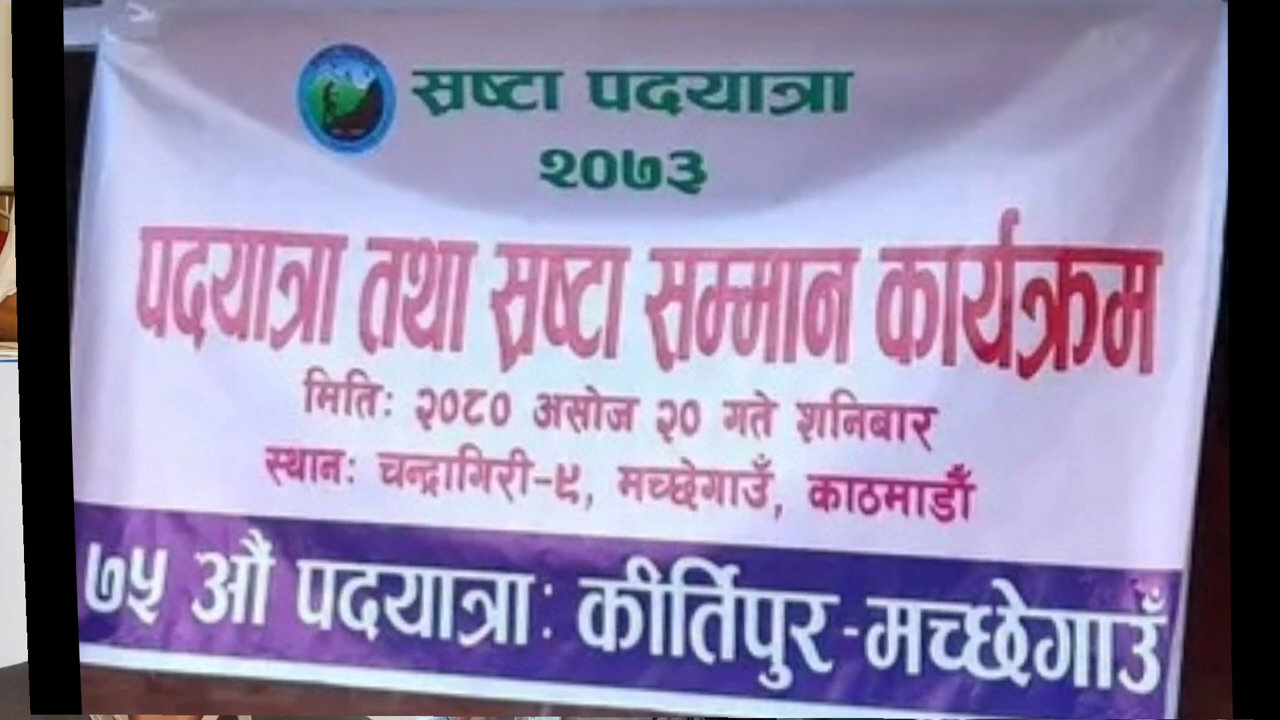 स्रष्टा पदयात्रा
२०७३
पदयात्रा तथा स्रष्टा सम्मान कार्यक्रम
मिति: २०८० असोज २० गते शनिबार
स्थान: चन्द्रागिरी-९, मच्छेगाउँ, काठमाडौँ
७५ औं पदयात्रा: कीर्तिपुर-मच्छेगाउँ